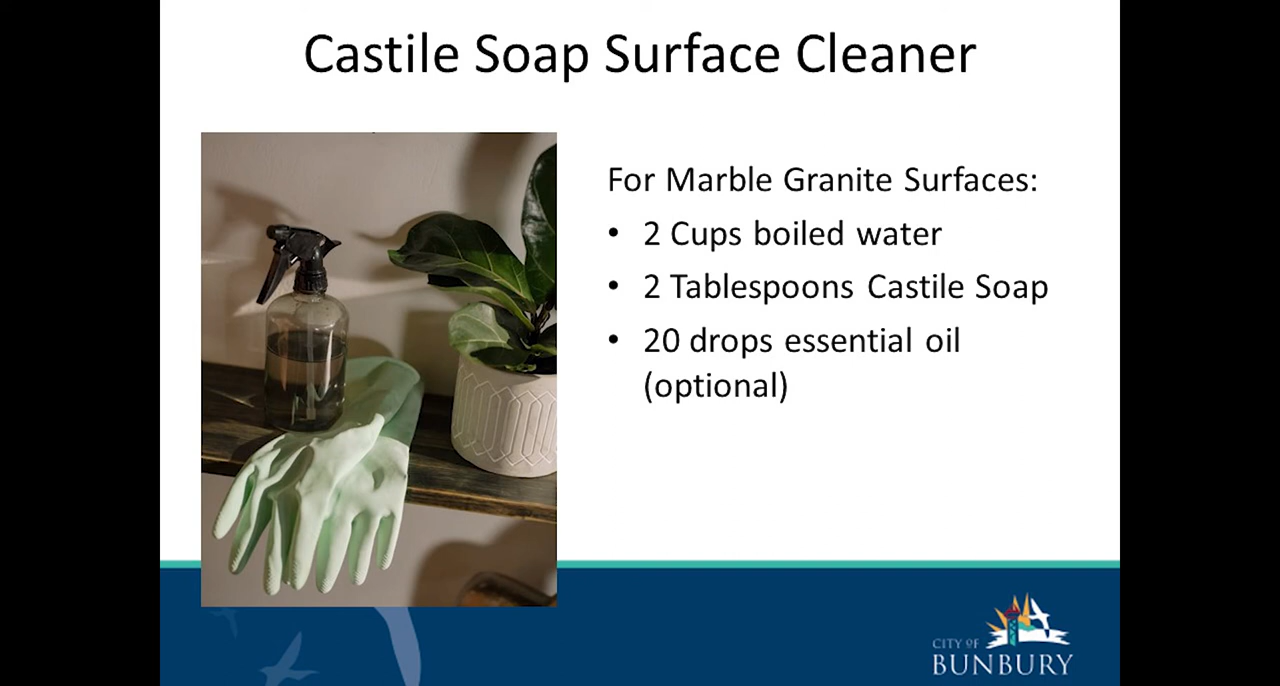 Castile Soap Surface Cleaner
For Marble Granite Surfaces:
• 2 Cups boiled water
• 2 Tablespoons Castile Soap
• 20 drops essential oil
(optional)
CITY OF
BUNBURY